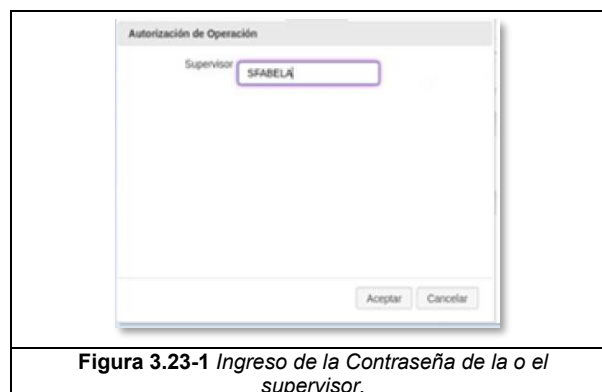 Autorización de Operación
Supervisor
SFABELA
Aceptar Cancelar
Figura 3.23-1 Ingreso de la Contraseña de la o el
supervisor.